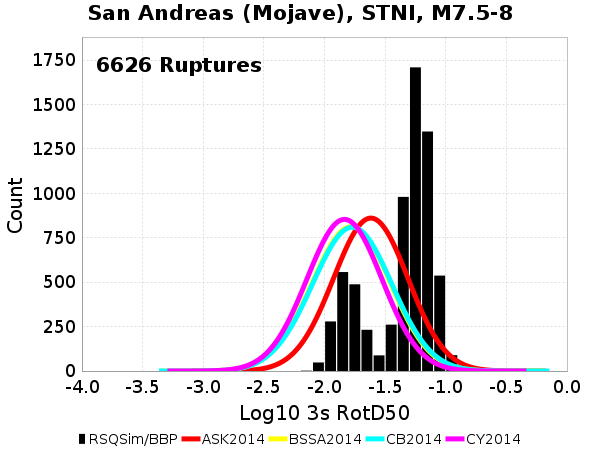 San Andreas (Mojave), STNI, M7.5-8
6626 Ruptures
Count
1750
1500
1250
1000
750
500
250
0
-4.0 -3.5 -3.0 -2.5 -2.0 -1.5 -1.0 -0.5 0.0
Log10 3s RotD50
RSQSim/BBP ASK2014 BSSA2014 CB2014 CY2014